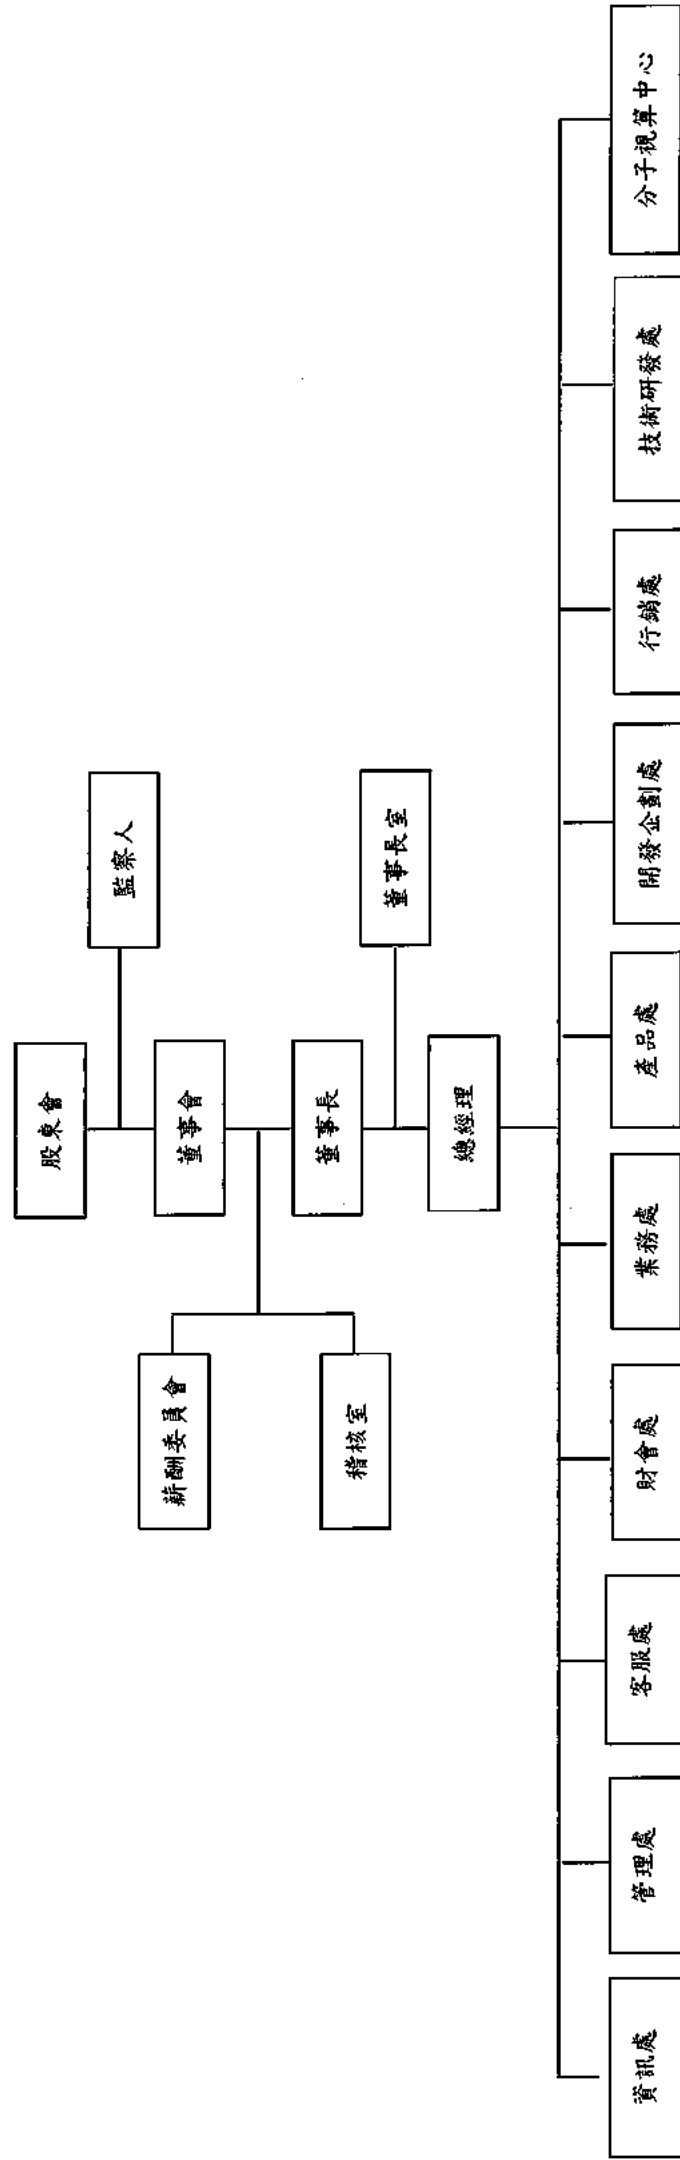 股東會
監察人
董事會
薪酬委員會
稽核室
董事長
董事長室
總經理
資訊處
管理處
客服處
財會處
業務處
產品處
開發企劃處
行銷處
技術研發處
分子視算中心